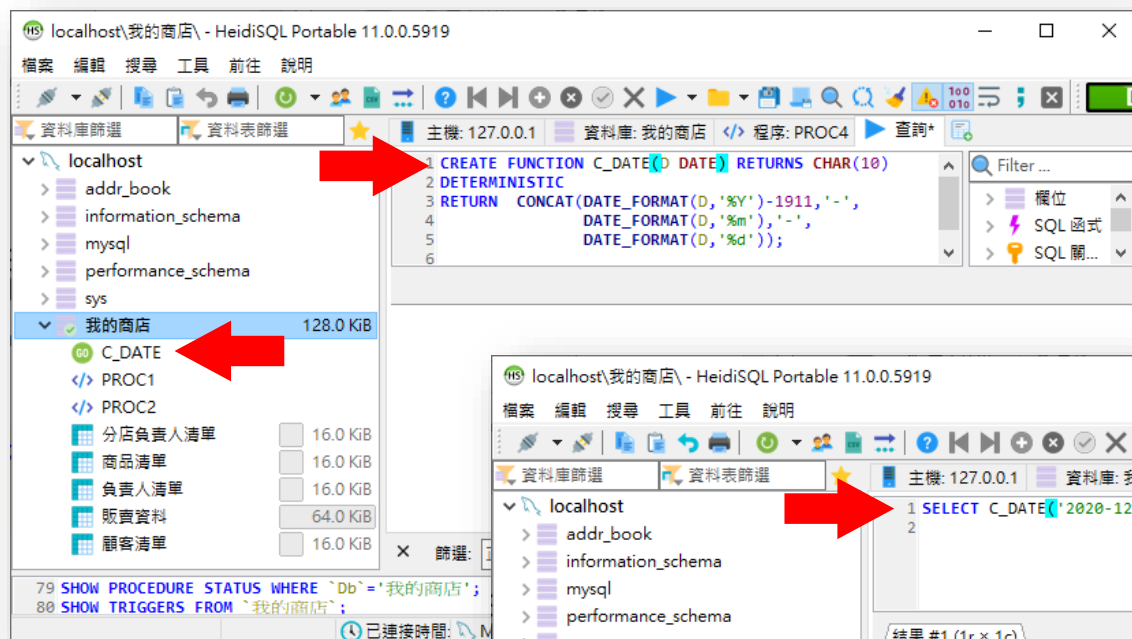 localhost\我的商店\ - HeidiSQL Portable 11.0.0.5919
檔案 編輯 搜尋 工具 前往 說明
資料庫篩選 資料表篩選
主機: 127.0.0.1 資料庫: 我的商店 程序: PROC4 查詢*
localhost
addr_book
information_schema
mysql
performance_schema
sys
我的商店 128.0 KiB
C_DATE
PROC1
PROC2
分店負責人清單 16.0 KiB
商品清單 16.0 KiB
負責人清單 16.0 KiB
販賣資料 64.0 KiB
顧客清單 16.0 KiB
1 CREATE FUNCTION C_DATE(D DATE) RETURNS CHAR(10)
2 DETERMINISTIC
3 RETURN CONCAT(DATE_FORMAT(D,'%Y')-1911,'-',
4 DATE_FORMAT(D,'%m'),'-',
5 DATE_FORMAT(D,'%d'));
6
Filter ...
欄位
SQL 函式
SQL 關...
篩選:
79 SHOW PROCEDURE STATUS WHERE `Db`='我的商店';
80 SHOW TRIGGERS FROM `我的商店`;
已連接時間:
localhost\我的商店\ - HeidiSQL Portable 11.0.0.5919
檔案 編輯 搜尋 工具 前往 說明
資料庫篩選 資料表篩選
主機: 127.0.0.1 資料庫:
localhost
addr_book
information_schema
mysql
performance_schema
1 SELECT C_DATE('2020-12
2
結果 #1 (1r × 1c)